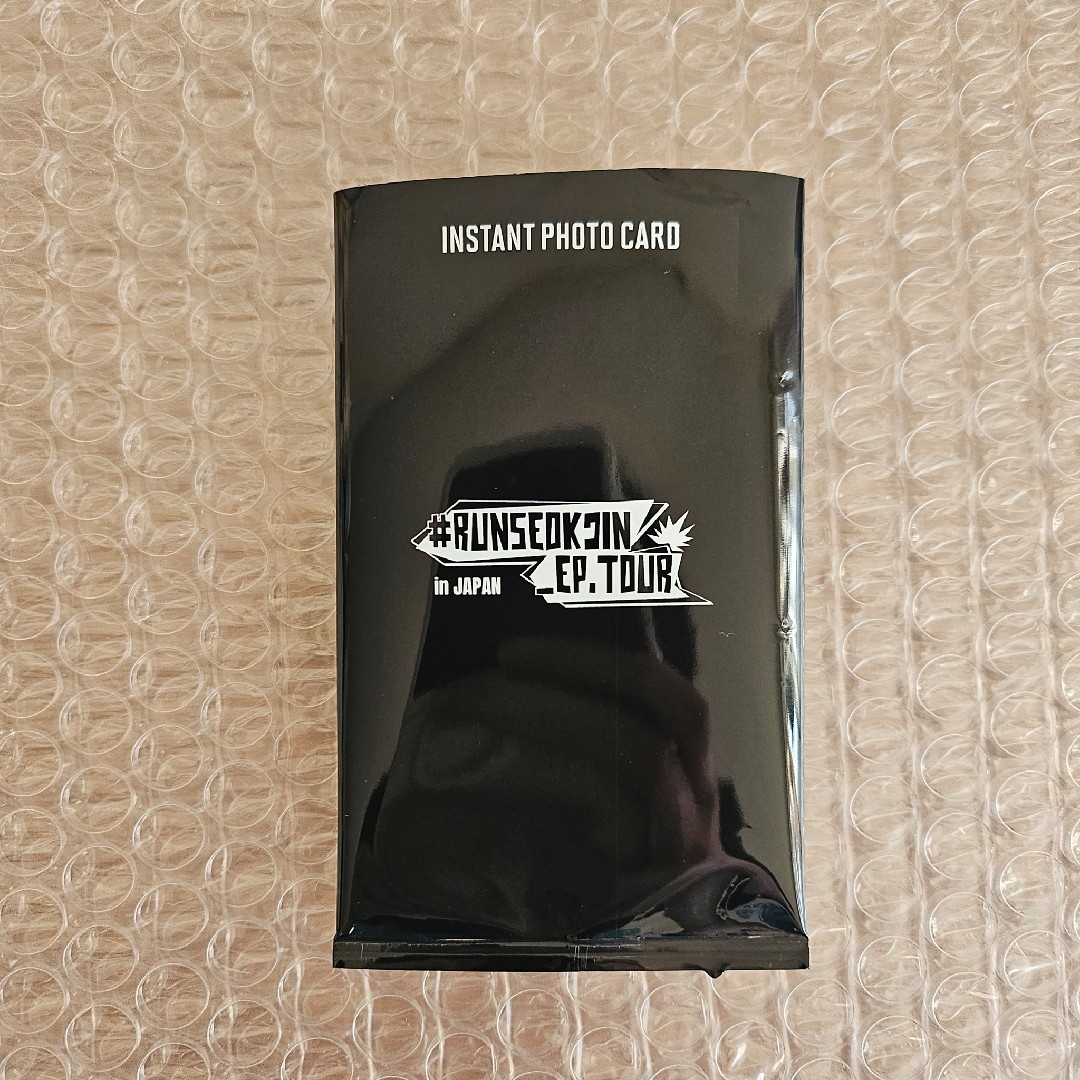 INSTANT PHOTO CARD
#RUNSEOKJIN
_EP.TOUR
in JAPAN